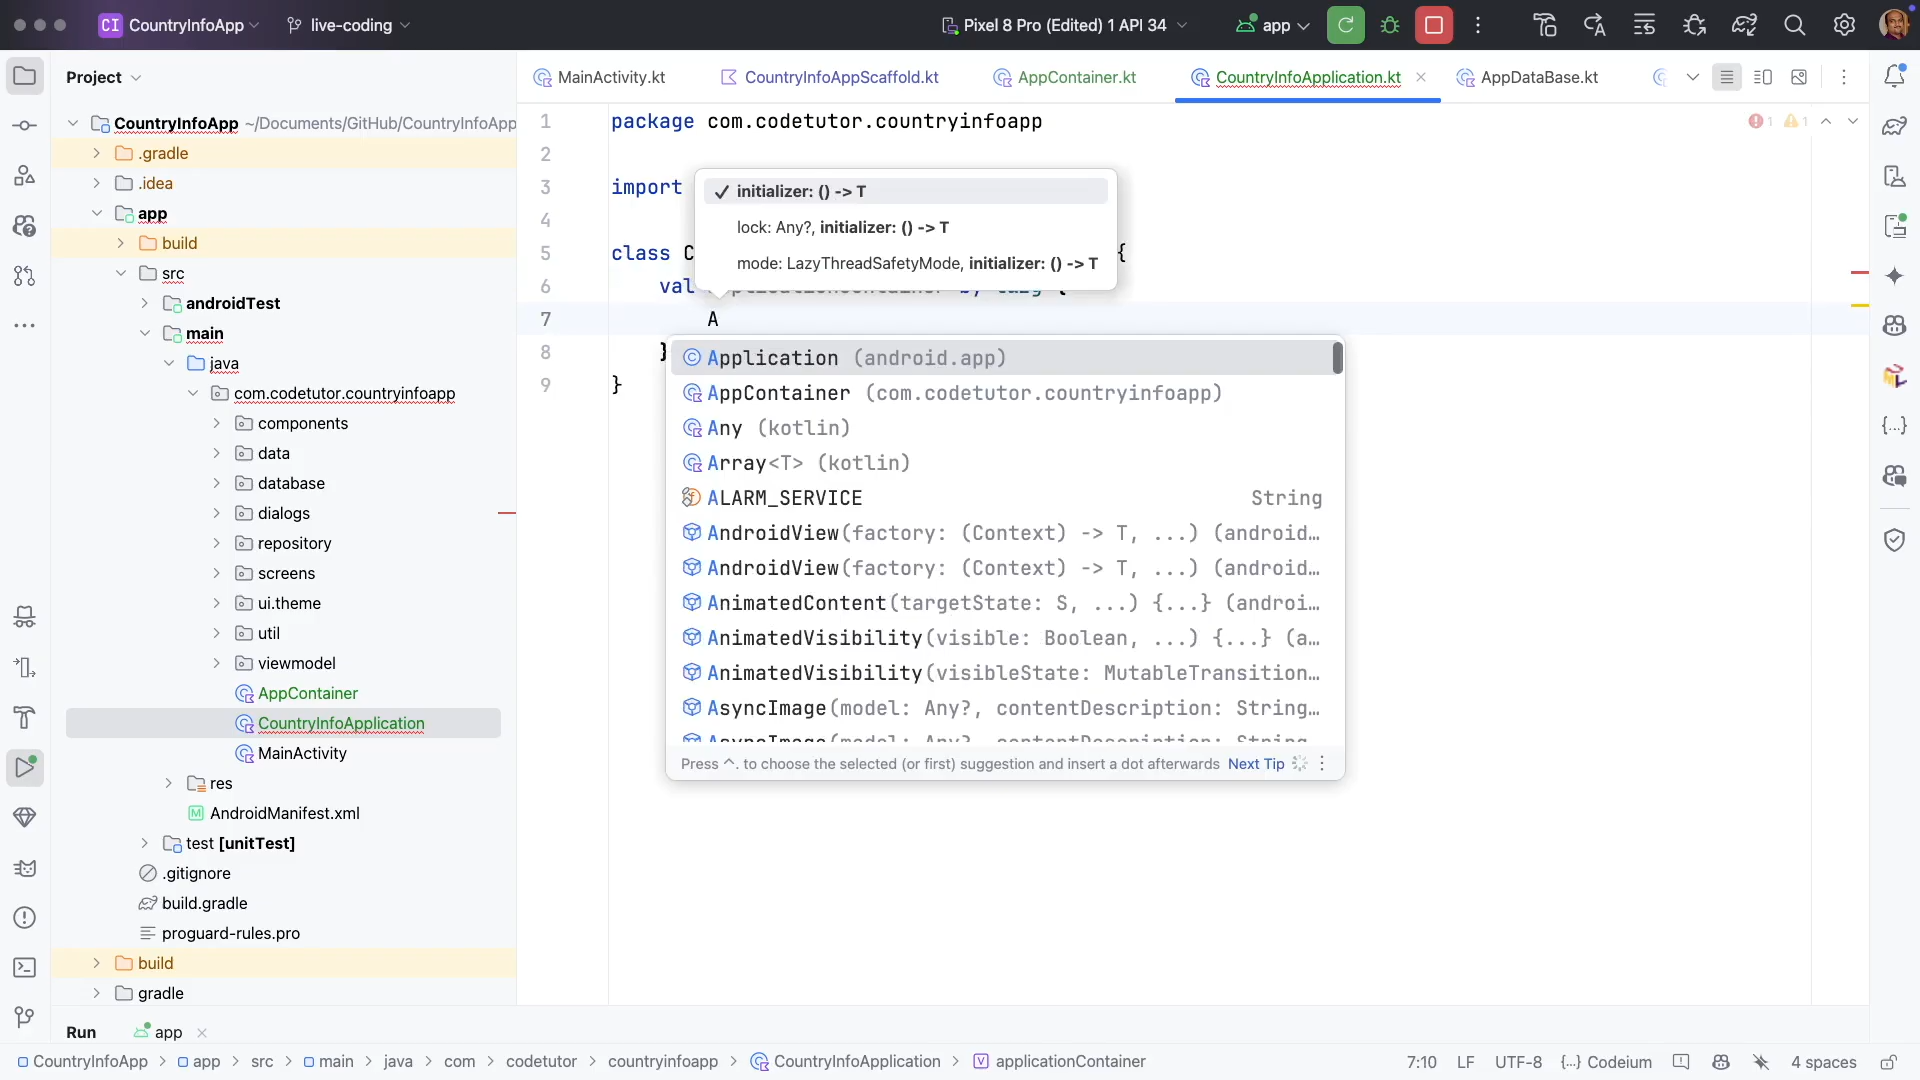 CI CountryInfoApp
live-coding
Pixel 8 Pro (Edited) 1 API 34
app
Project
MainActivity.kt
CountryInfoAppScaffold.kt
AppContainer.kt
CountryInfoApplication.kt
AppDataBase.kt
CountryInfoApp ~/Documents/GitHub/CountryInfoApp
.gradle
.idea
app
build
src
androidTest
main
java
com.codetutor.countryinfoapp
components
data
database
dialogs
repository
screens
ui.theme
util
viewmodel
AppContainer
CountryInfoApplication
MainActivity
res
AndroidManifest.xml
test [unitTest]
.gitignore
build.gradle
proguard-rules.pro
build
gradle
1 package com.codetutor.countryinfoapp
2
3 import
4
5 class C {
6 val
7 A
8 }
9 }
1 1
initializer: () -> T
lock: Any?, initializer: () -> T
mode: LazyThreadSafetyMode, initializer: () -> T
Application (android.app)
AppContainer (com.codetutor.countryinfoapp)
Any (kotlin)
Array<T> (kotlin)
ALARM_SERVICE String
AndroidView(factory: (Context) -> T, ...) (android…
AndroidView(factory: (Context) -> T, ...) (android…
AnimatedContent(targetState: S, ...) {...} (androi…
AnimatedVisibility(visible: Boolean, ...) {...} (a…
AnimatedVisibility(visibleState: MutableTransition…
AsyncImage(model: Any?, contentDescription: String…
Press ^. to choose the selected (or first) suggestion and insert a dot afterwards Next Tip
Run
app
CountryInfoApp > app > src > main > java > com > codetutor > countryinfoapp > CountryInfoApplication > applicationContainer
7:10 LF UTF-8 {...} Codeium 4 spaces